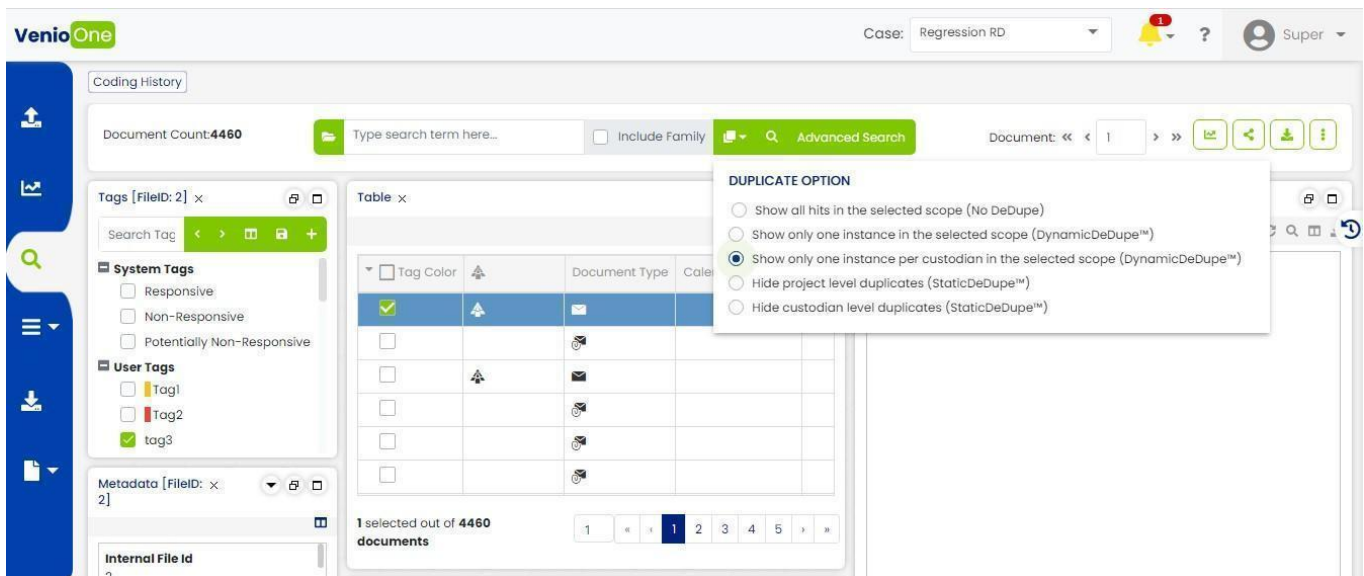 VenioOne
Case: Regression RD
1
?
Super
Coding History
Document Count:4460
Type search term here...
Include Family
Advanced Search
Document: « < 1 > »
DUPLICATE OPTION
Show all hits in the selected scope (No DeDupe)
Show only one instance in the selected scope (DynamicDeDupe™)
Show only one instance per custodian in the selected scope (DynamicDeDupe™)
Hide project level duplicates (StaticDeDupe™)
Hide custodian level duplicates (StaticDeDupe™)
Tags [FileID: 2] ×
Search Tag
System Tags
Responsive
Non-Responsive
Potentially Non-Responsive
User Tags
Tag1
Tag2
tag3
Metadata [FileID: ×
2]
Internal File Id
Table ×
Tag Color
Document Type
1 selected out of 4460
documents
1 « ‹ 1 2 3 4 5 › »